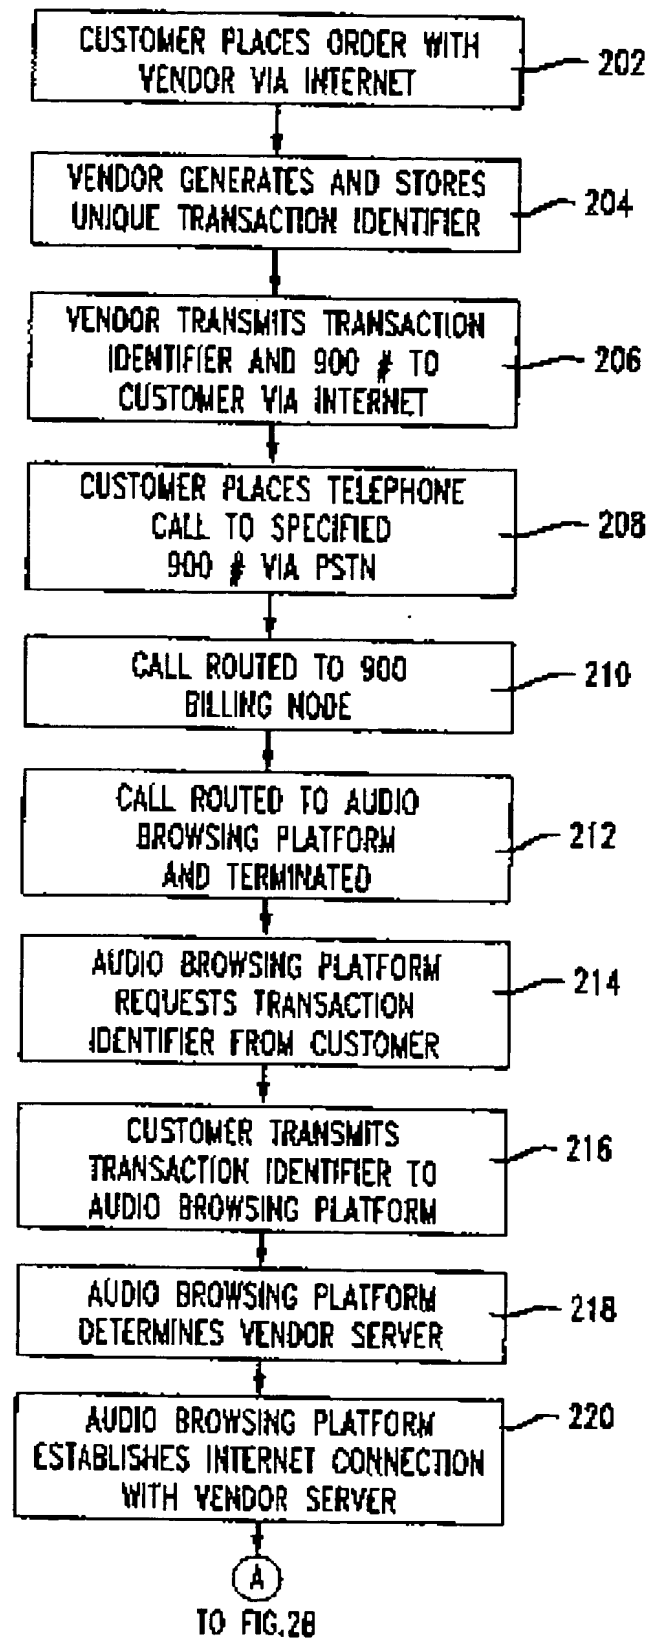 CUSTOMER PLACES ORDER WITH
VENDOR VIA INTERNET
202
VENDOR GENERATES AND STORES
UNIQUE TRANSACTION IDENTIFIER
204
VENDOR TRANSMITS TRANSACTION
IDENTIFIER AND 900 # TO
CUSTOMER VIA INTERNET
206
CUSTOMER PLACES TELEPHONE
CALL TO SPECIFIED
900 # VIA PSTN
208
CALL ROUTED TO 900
BILLING NODE
210
CALL ROUTED TO AUDIO
BROWSING PLATFORM
AND TERMINATED
212
AUDIO BROWSING PLATFORM
REQUESTS TRANSACTION
IDENTIFIER FROM CUSTOMER
214
CUSTOMER TRANSMITS
TRANSACTION IDENTIFIER TO
AUDIO BROWSING PLATFORM
216
AUDIO BROWSING PLATFORM
DETERMINES VENDOR SERVER
218
AUDIO BROWSING PLATFORM
ESTABLISHES INTERNET CONNECTION
WITH VENDOR SERVER
220
A
TO FIG.2B